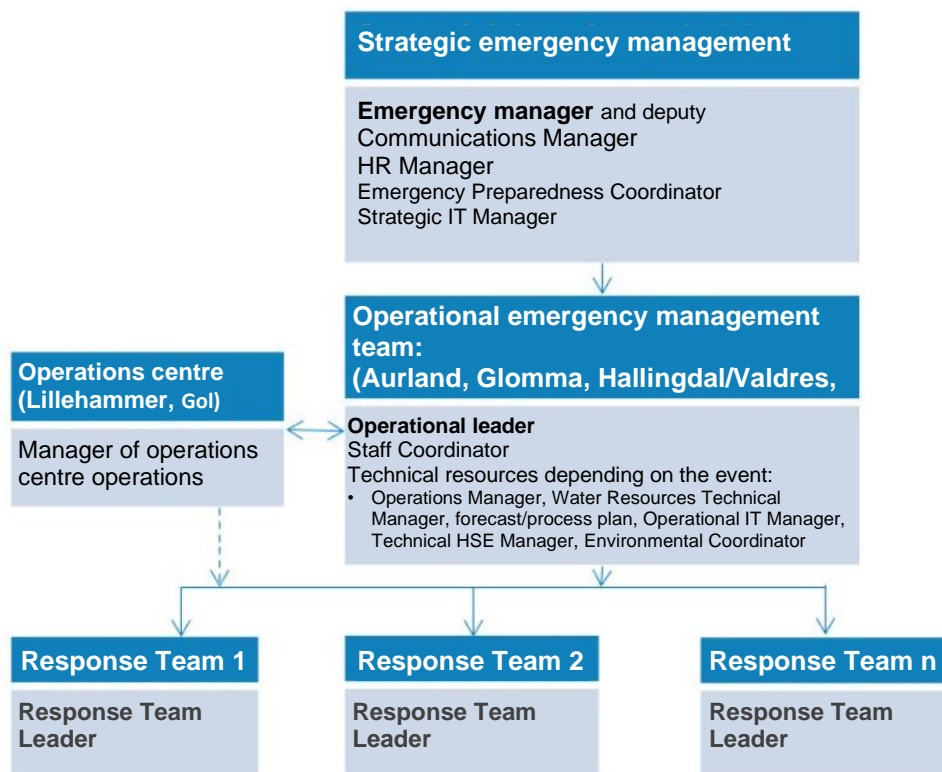 Strategic emergency management
Emergency manager and deputy
Communications Manager
HR Manager
Emergency Preparedness Coordinator
Strategic IT Manager
Operational emergency management
team:
(Aurland, Glomma, Hallingdal/Valdres,
Operations centre
(Lillehammer, Gol)
Manager of operations
centre operations
Operational leader
Staff Coordinator
Technical resources depending on the event:
• Operations Manager, Water Resources Technical
Manager, forecast/process plan, Operational IT Manager,
Technical HSE Manager, Environmental Coordinator
Response Team 1
Response Team
Leader
Response Team 2
Response Team
Leader
Response Team n
Response Team
Leader